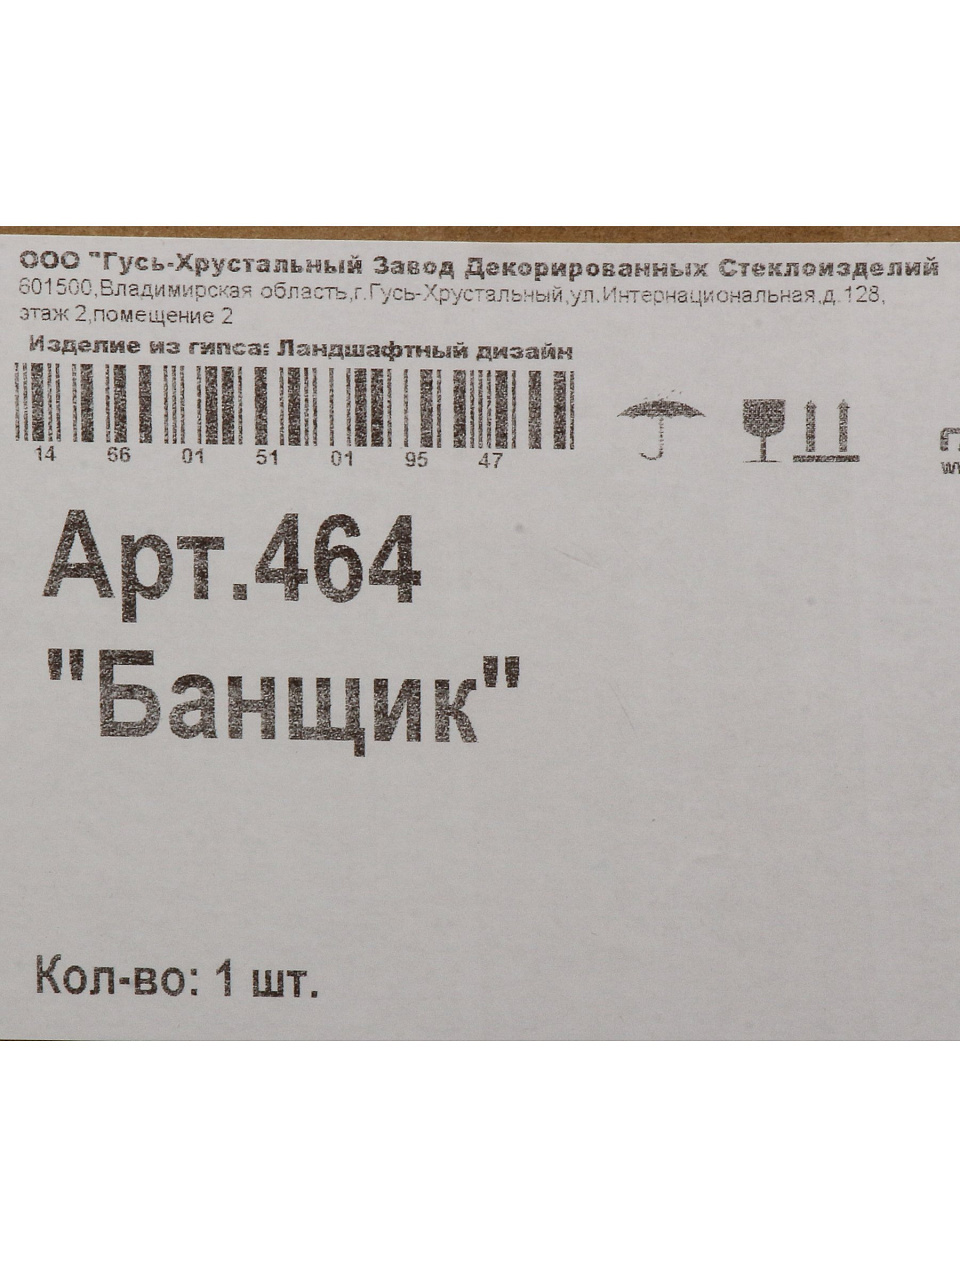 ООО "Гусь-Хрустальный Завод Декорированных Стеклоизделий
601500,Владимирская область,г.Гусь-Хрустальный,ул.Интернациональная,д.128,
этаж 2,помещение 2
Изделие из гипса: Ландшафтный дизайн
14 66 01 51 01 95 47
Арт.464
"Банщик"
Кол-во: 1 шт.